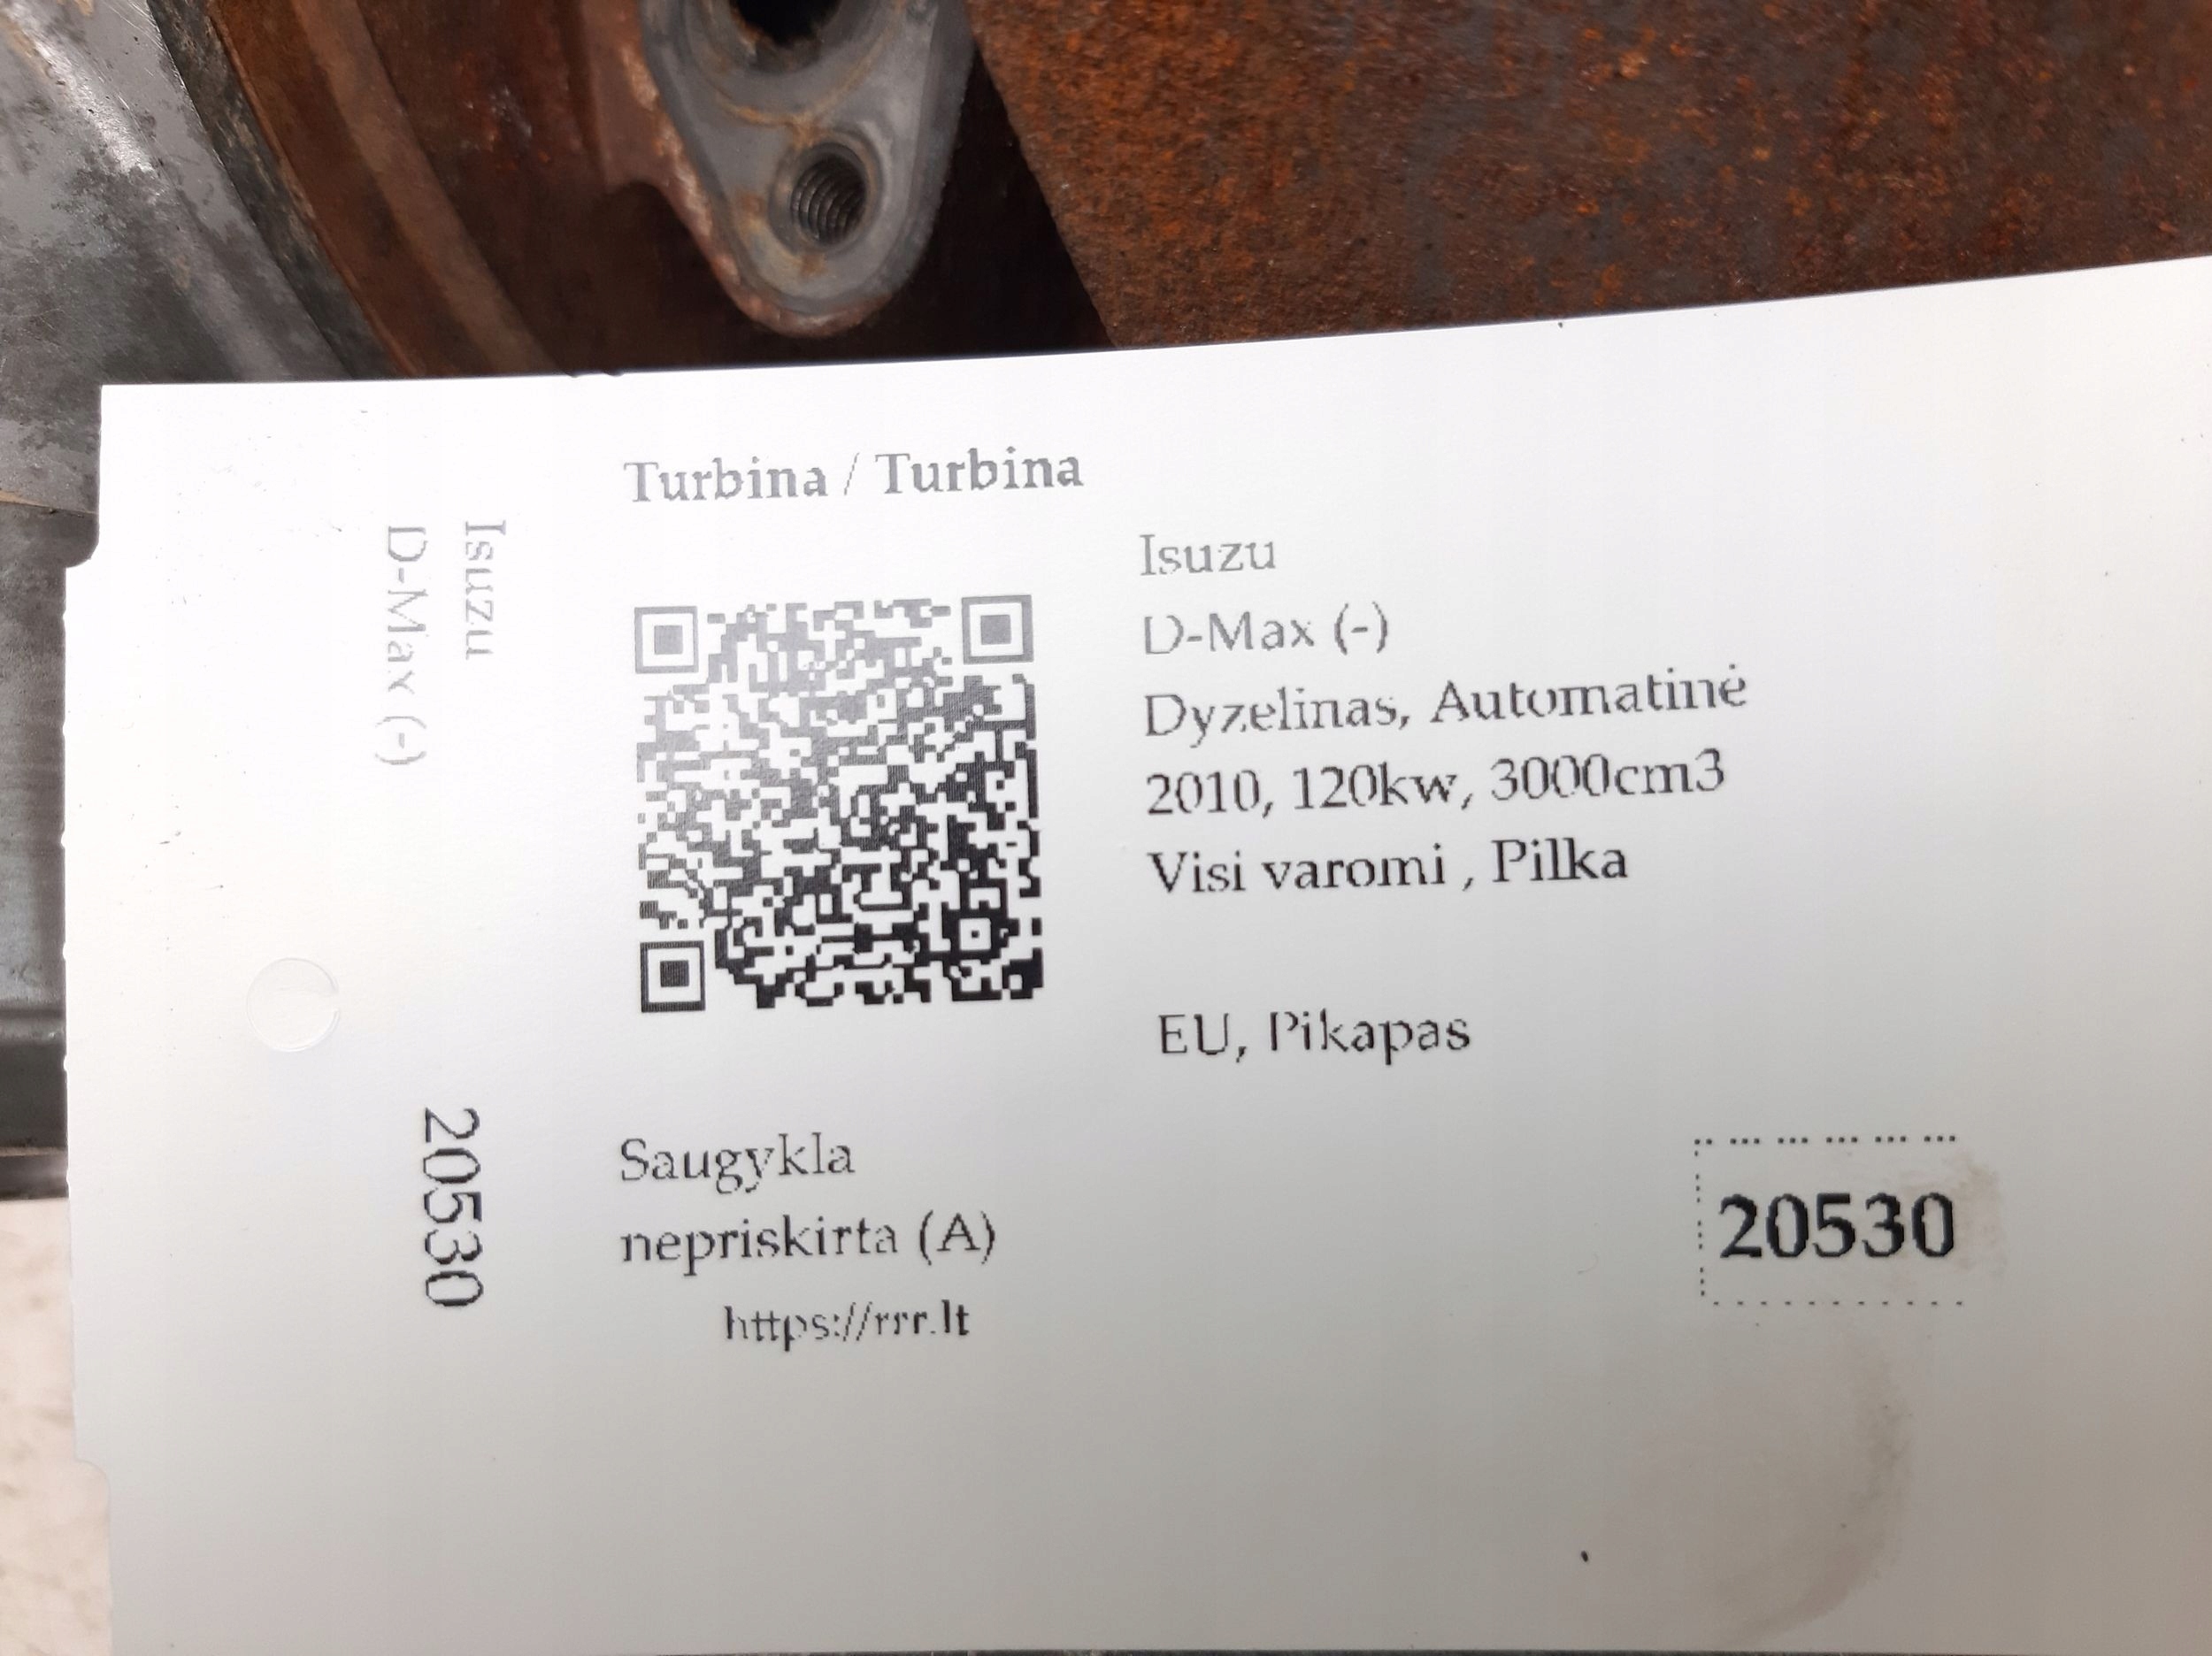 Turbina / Turbina
Isuzu
D-Max (-)
Isuzu
D-Max (-)
Dyzelinas, Automatinė
2010, 120kw, 3000cm3
Visi varomi , Pilka
EU, Pikapas
20530
Saugykla
nepriskirta (A)
https://rrr.lt
20530